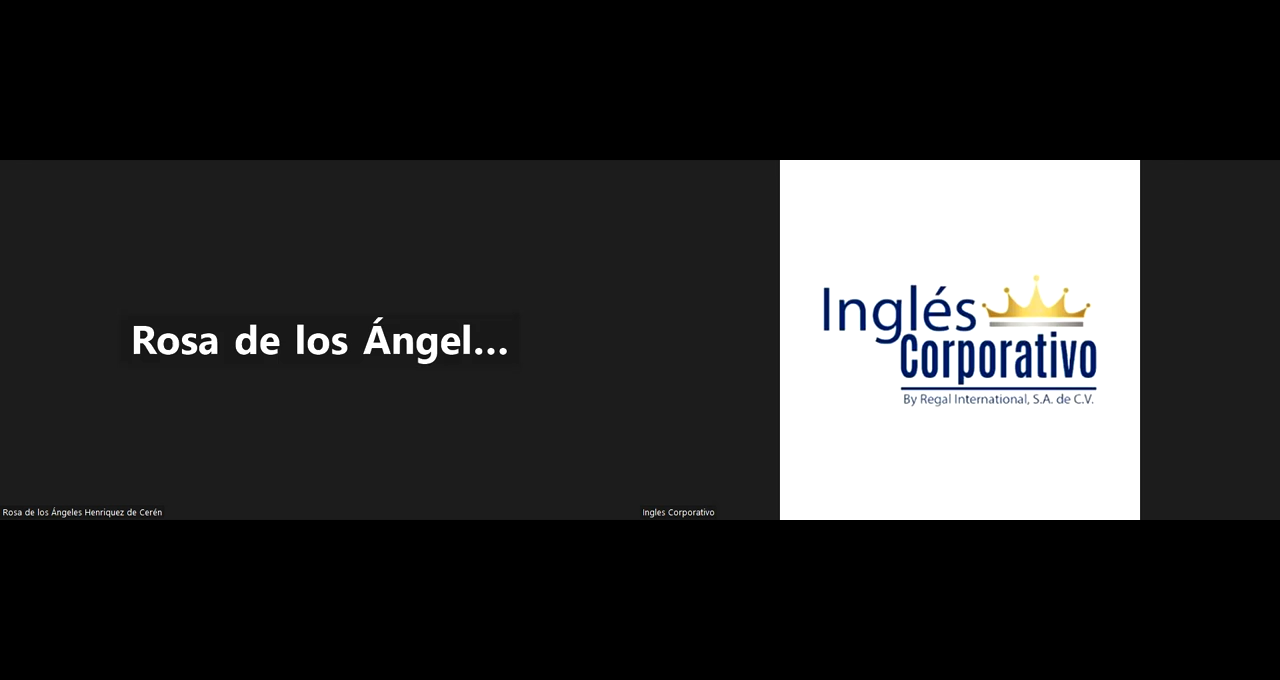 Rosa de los Ángel...
Rosa de los Ángeles Henriquez de Cerén
Inglés
Corporativo
By Regal International, S.A. de C.V.
Ingles Corporativo